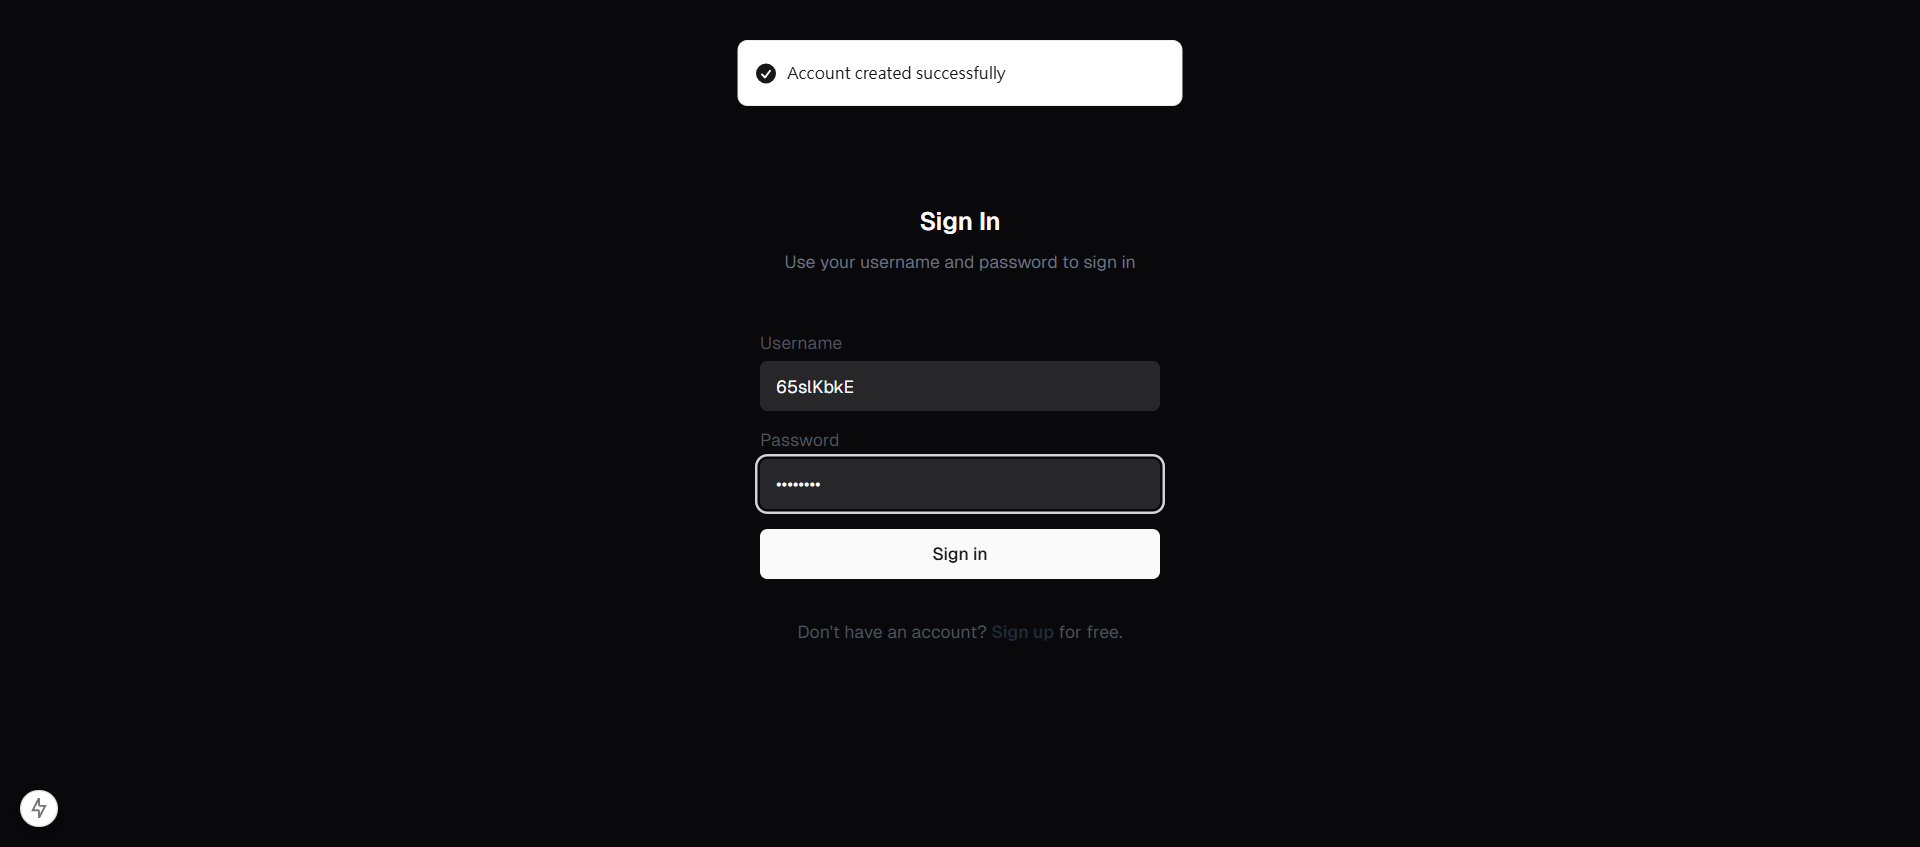 Account created successfully
Sign In
Use your username and password to sign in
Username
65slKbkE
Password
••••••••
Sign in
Don't have an account? Sign up for free.